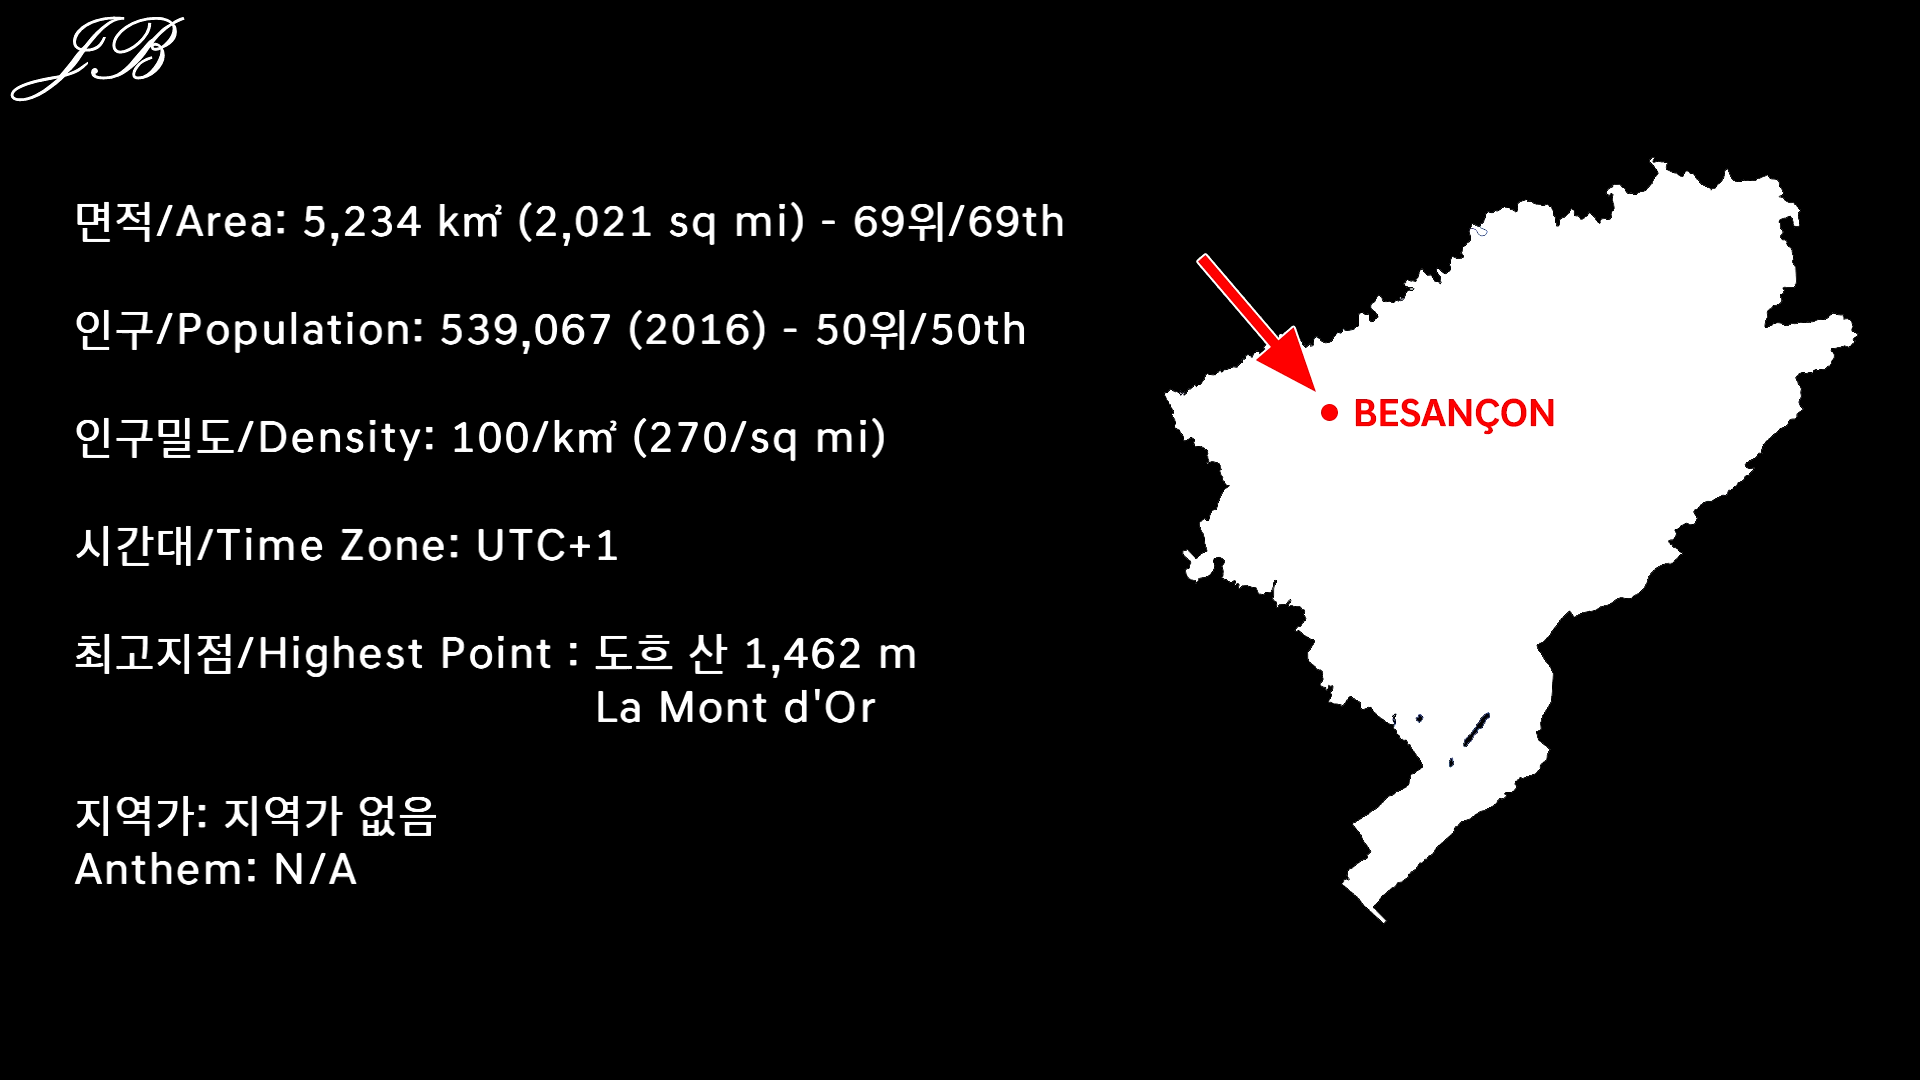 JB
면적/Area: 5,234 ㎢ (2,021 sq mi) - 69위/69th
인구/Population: 539,067 (2016) - 50위/50th
인구밀도/Density: 100/㎢ (270/sq mi)
시간대/Time Zone: UTC+1
최고지점/Highest Point : 도흐 산 1,462 m
La Mont d'Or
지역가: 지역가 없음
Anthem: N/A
BESANÇON